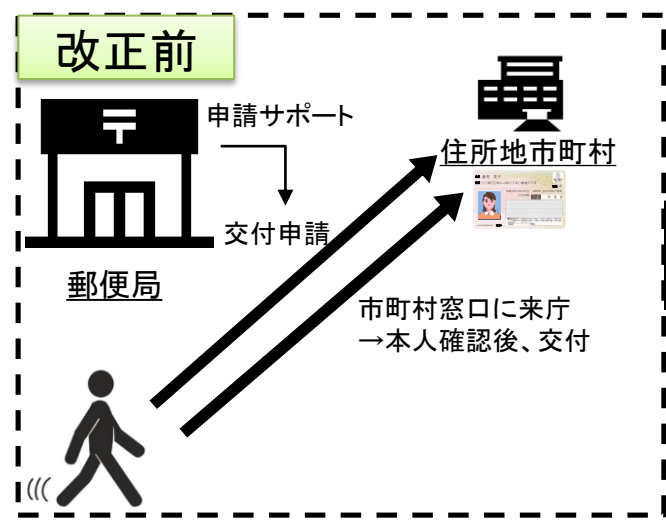 改正前
申請サポート
交付申請
郵便局
住所地市町村
市町村窓口に来庁
→本人確認後、交付